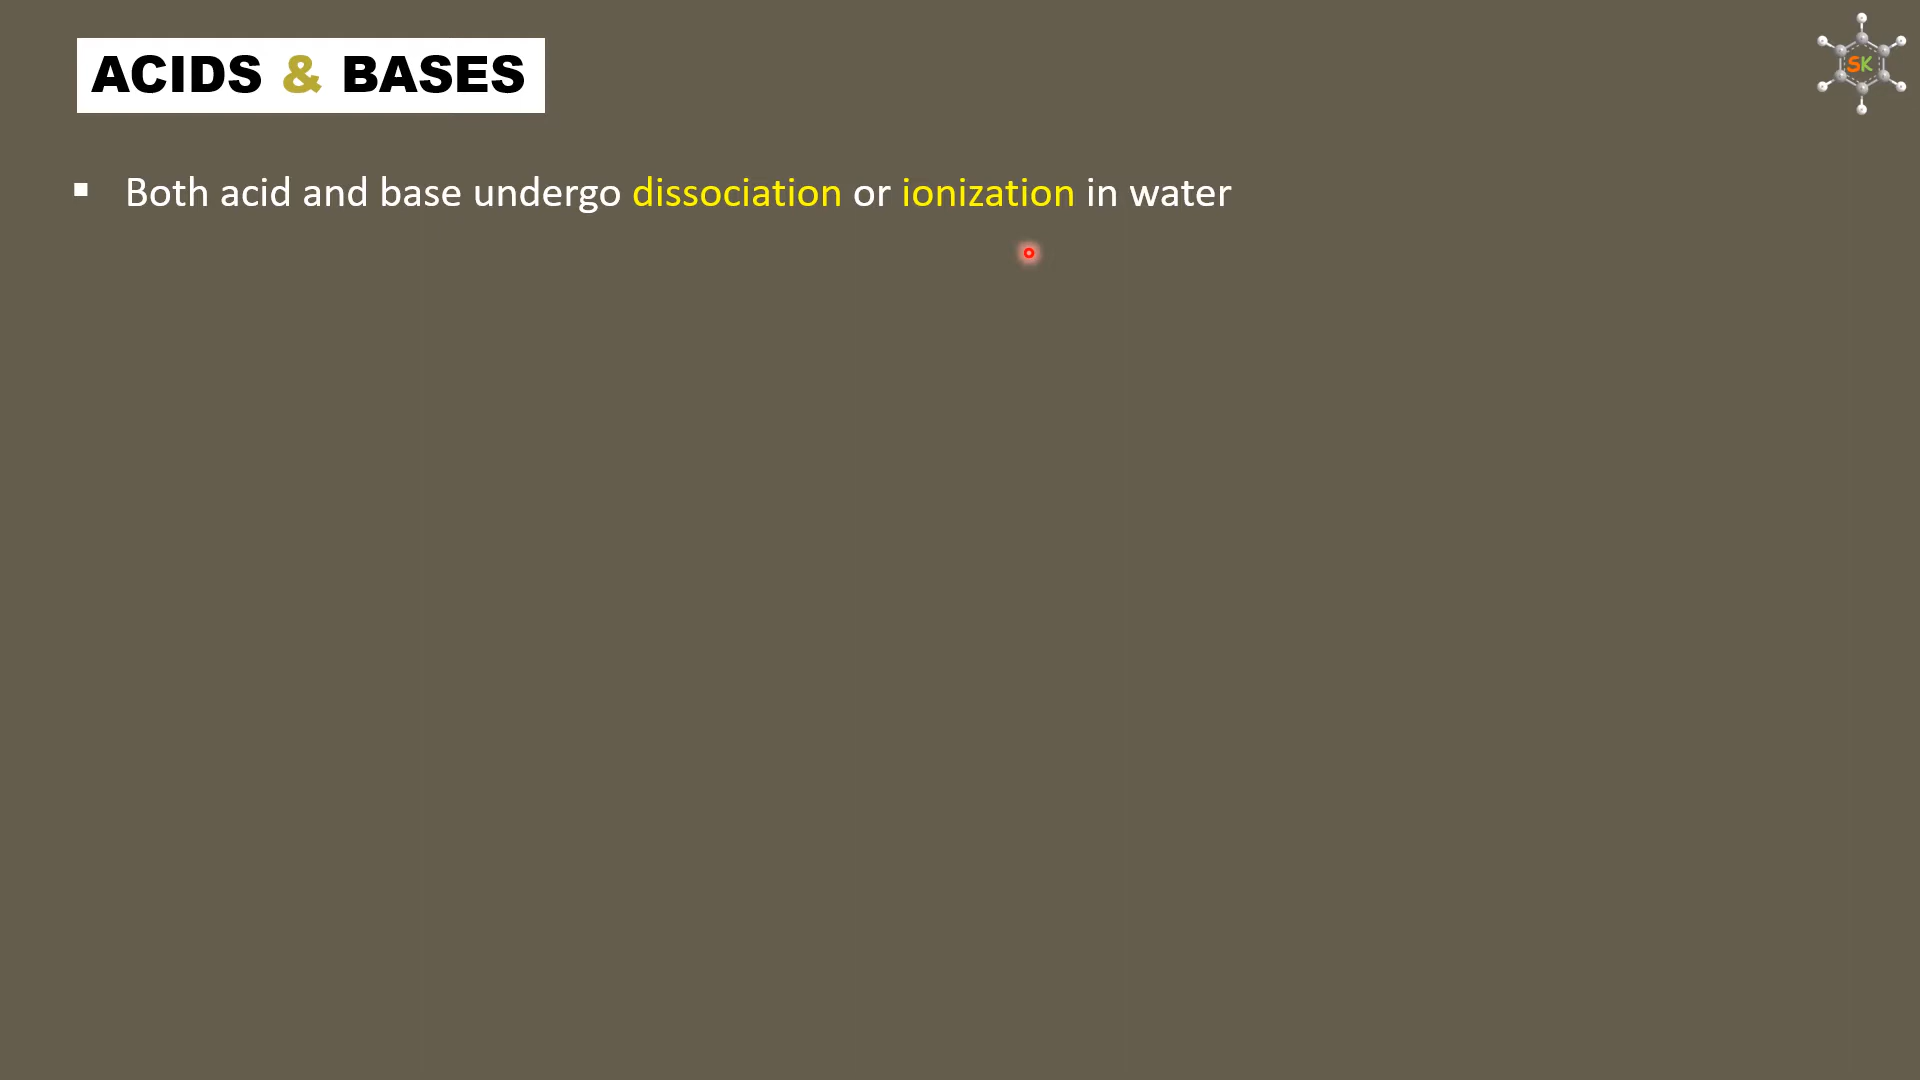 ACIDS & BASES
SK
▪ Both acid and base undergo dissociation or ionization in water